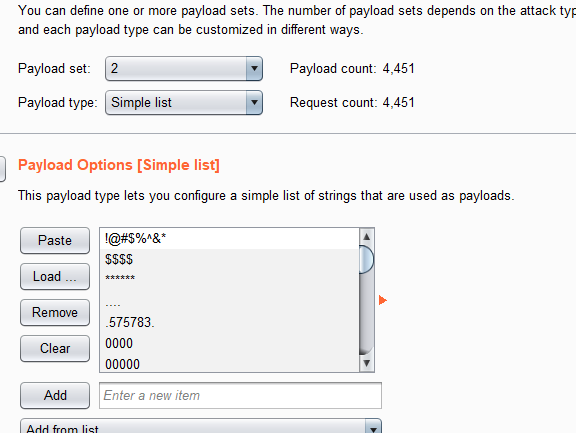 You can define one or more payload sets. The number of payload sets depends on the attack typ
and each payload type can be customized in different ways.
Payload set: 2 Payload count: 4,451
Payload type: Simple list Request count: 4,451
Payload Options [Simple list]
This payload type lets you configure a simple list of strings that are used as payloads.
Paste !@#$%^&*
$$$$
Load ... ******
....
Remove .575783.
Clear 0000
00000
Add Enter a new item
Add from list